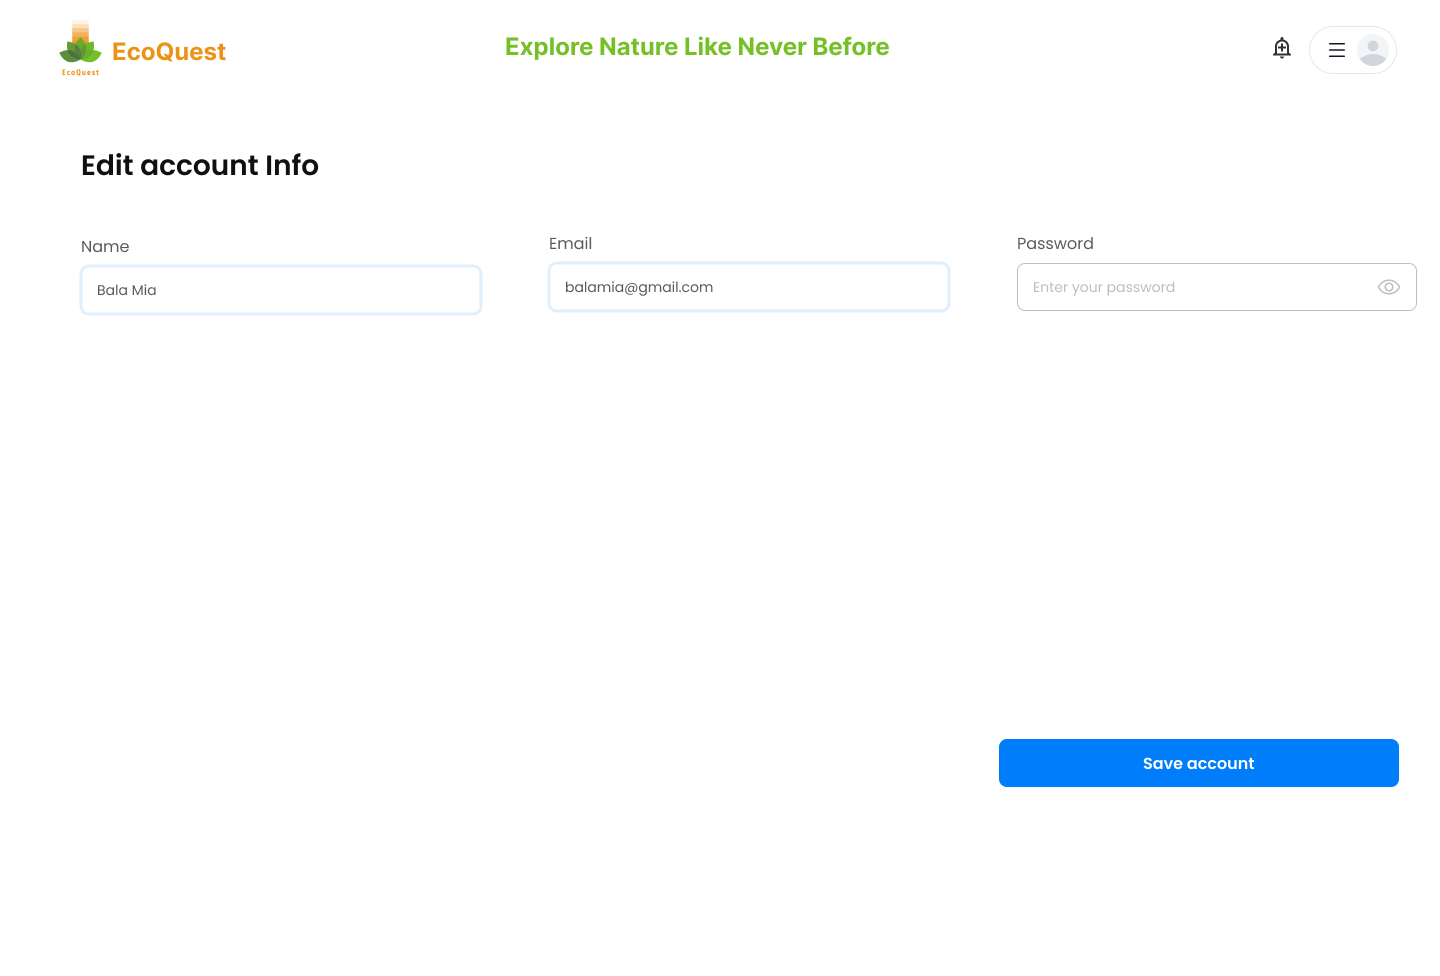 EcoQuest
EcoQuest
Explore Nature Like Never Before
Edit account Info
Name
Bala Mia
Email
balamia@gmail.com
Password
Enter your password
Save account